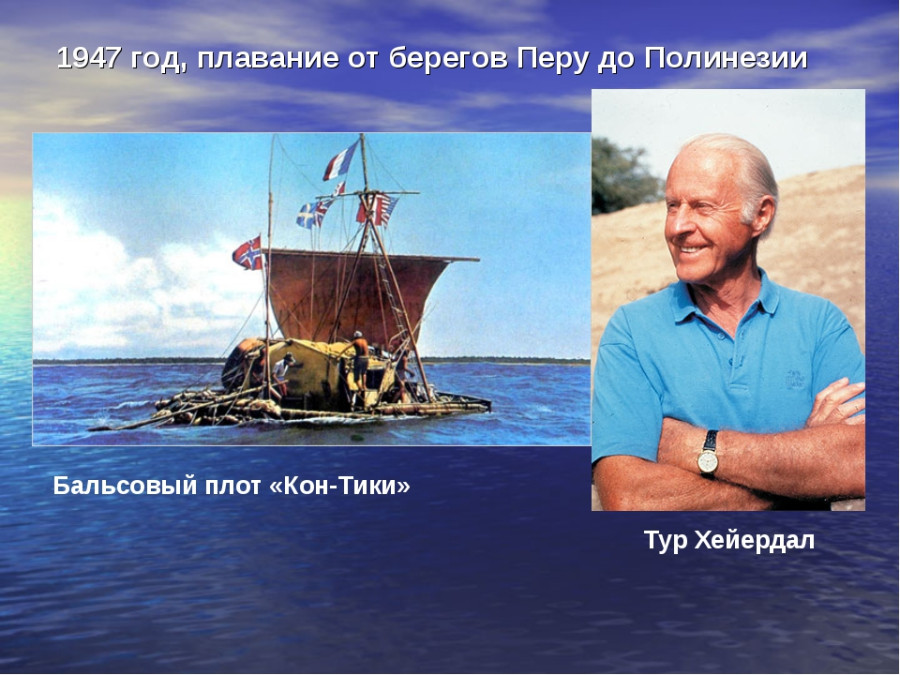 1947 год, плавание от берегов Перу до Полинезии
Бальсовый плот «Кон-Тики»
Тур Хейердал